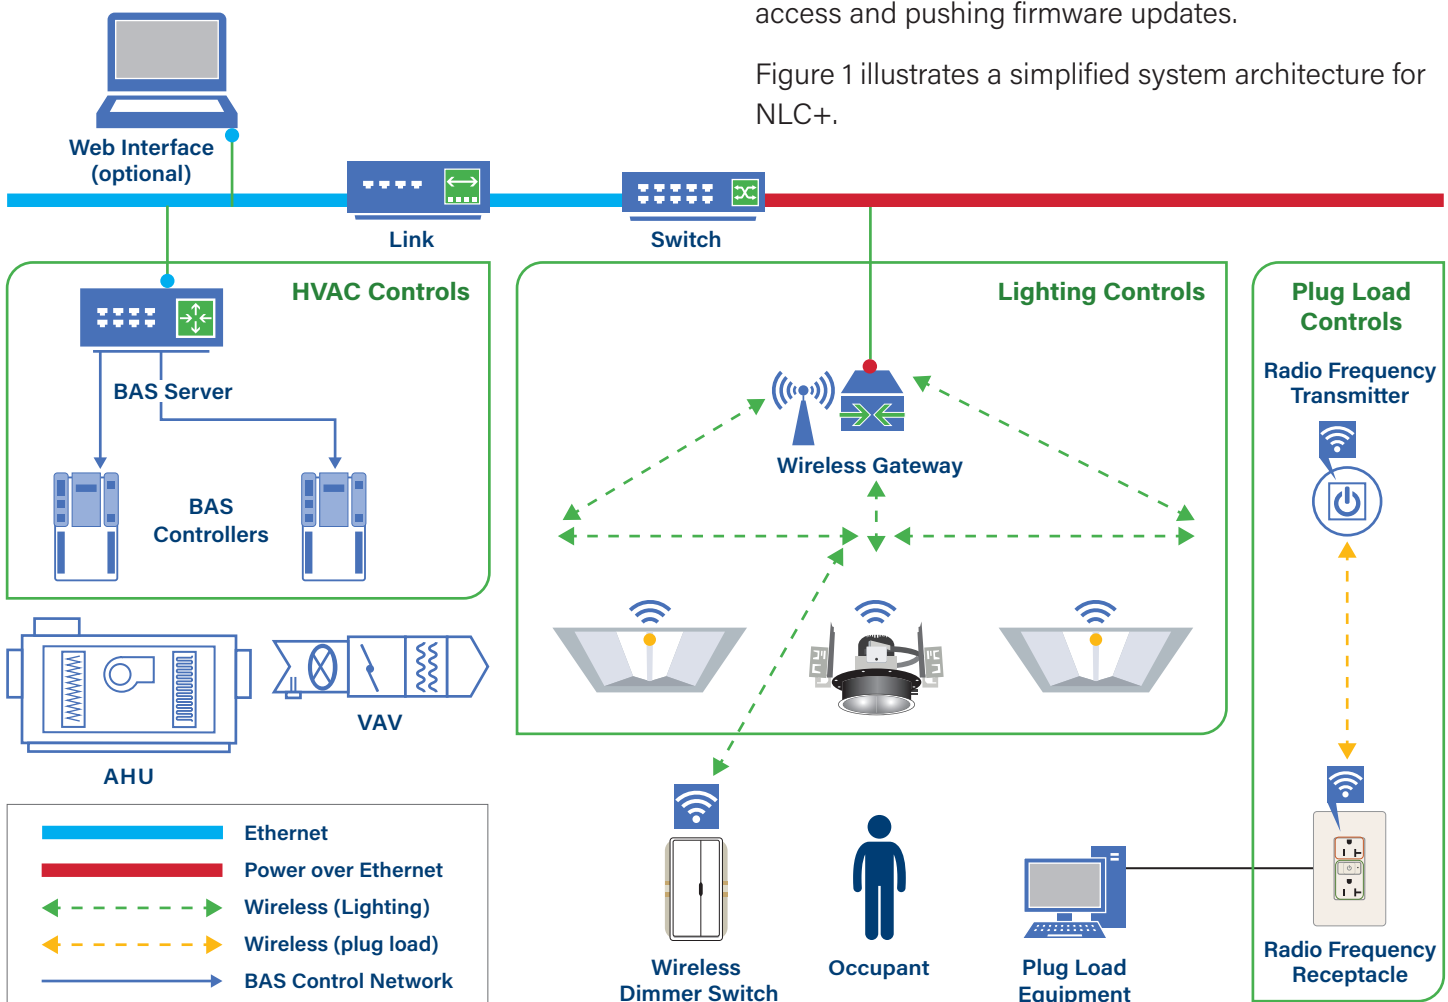 access and pushing firmware updates.
Figure 1 illustrates a simplified system architecture for
NLC+.
Web Interface
(optional)
Link
Switch
HVAC Controls
BAS Server
BAS
Controllers
AHU
VAV
Lighting Controls
Wireless Gateway
Plug Load
Controls
Radio Frequency
Transmitter
Radio Frequency
Receptacle
Ethernet
Power over Ethernet
Wireless (Lighting)
Wireless (plug load)
BAS Control Network
Wireless
Dimmer Switch
Occupant
Plug Load
Equipment